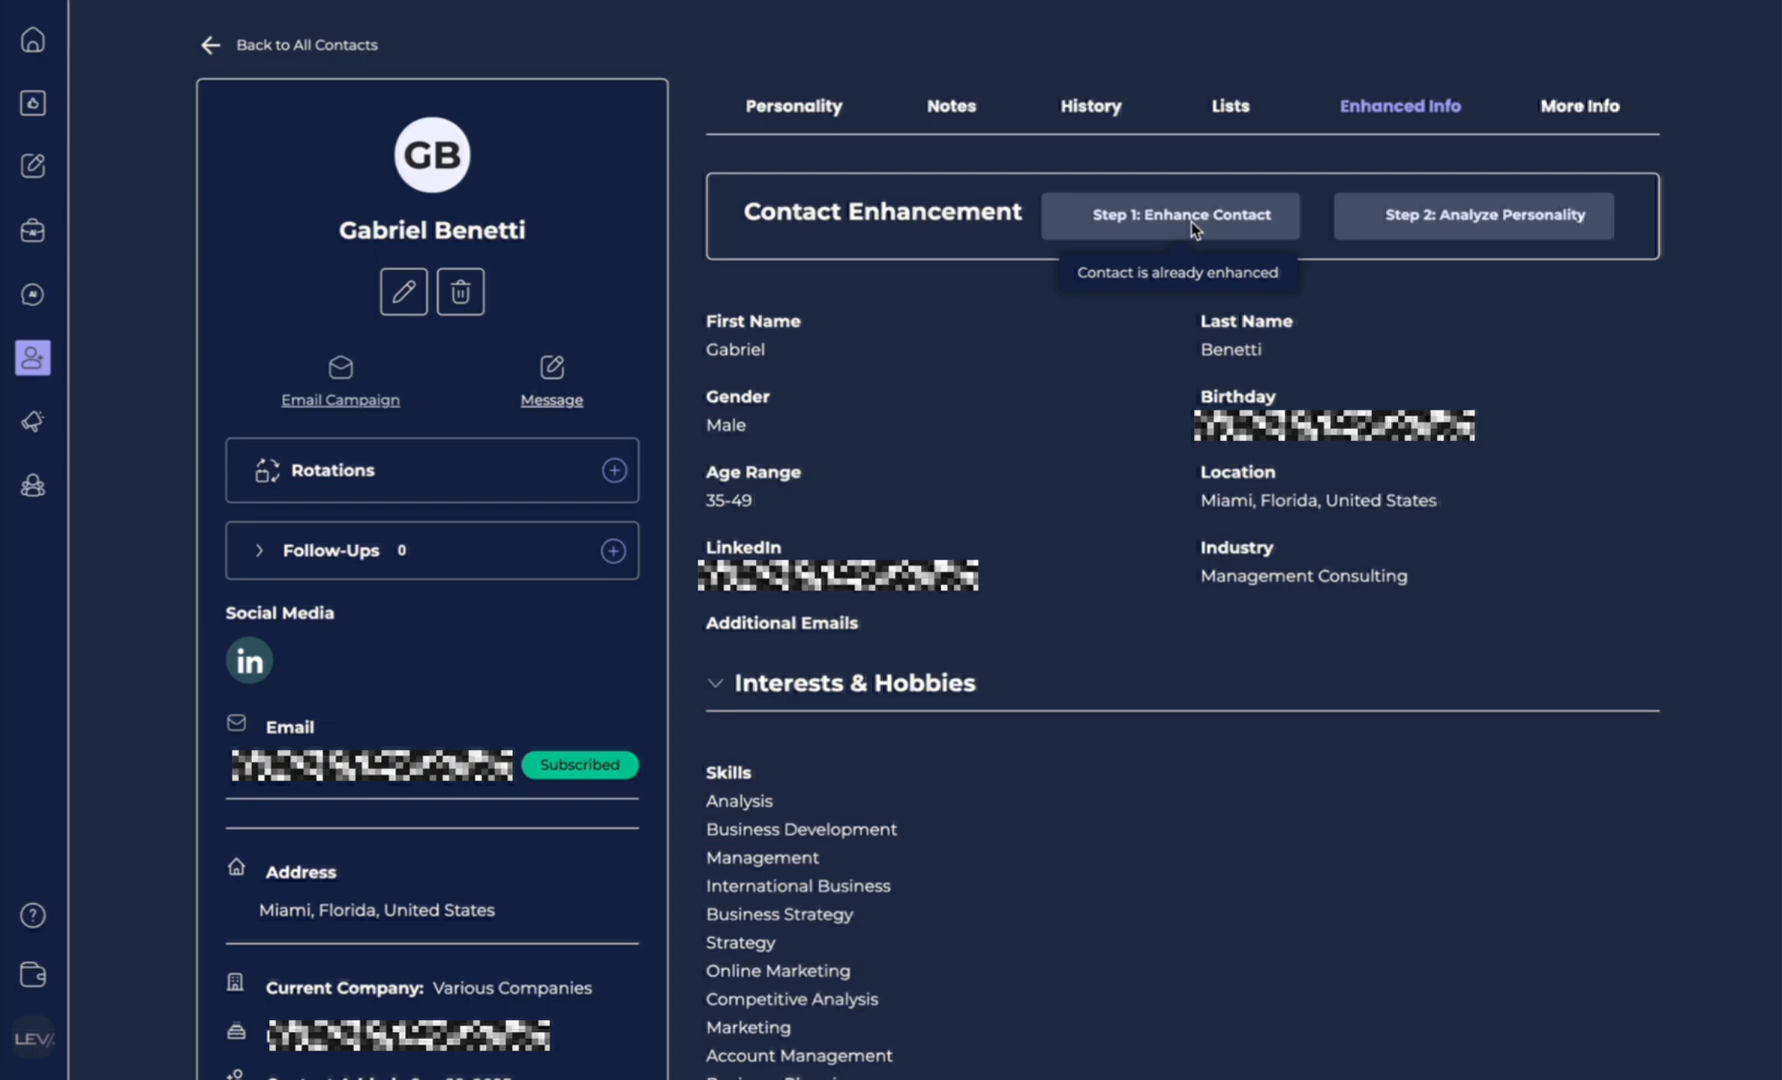 Back to All Contacts
GB
Gabriel Benetti
Email Campaign
Message
Rotations
Follow-Ups 0
Social Media
in
Email
Subscribed
Address
Miami, Florida, United States
Current Company: Various Companies
Personality Notes History Lists Enhanced Info More Info
Contact Enhancement
Step 1: Enhance Contact
Step 2: Analyze Personality
Contact is already enhanced
First Name
Gabriel
Last Name
Benetti
Gender
Male
Birthday
Age Range
35-49
Location
Miami, Florida, United States
LinkedIn
Industry
Management Consulting
Additional Emails
Interests & Hobbies
Skills
Analysis
Business Development
Management
International Business
Business Strategy
Strategy
Online Marketing
Competitive Analysis
Marketing
Account Management
AI
AI
?